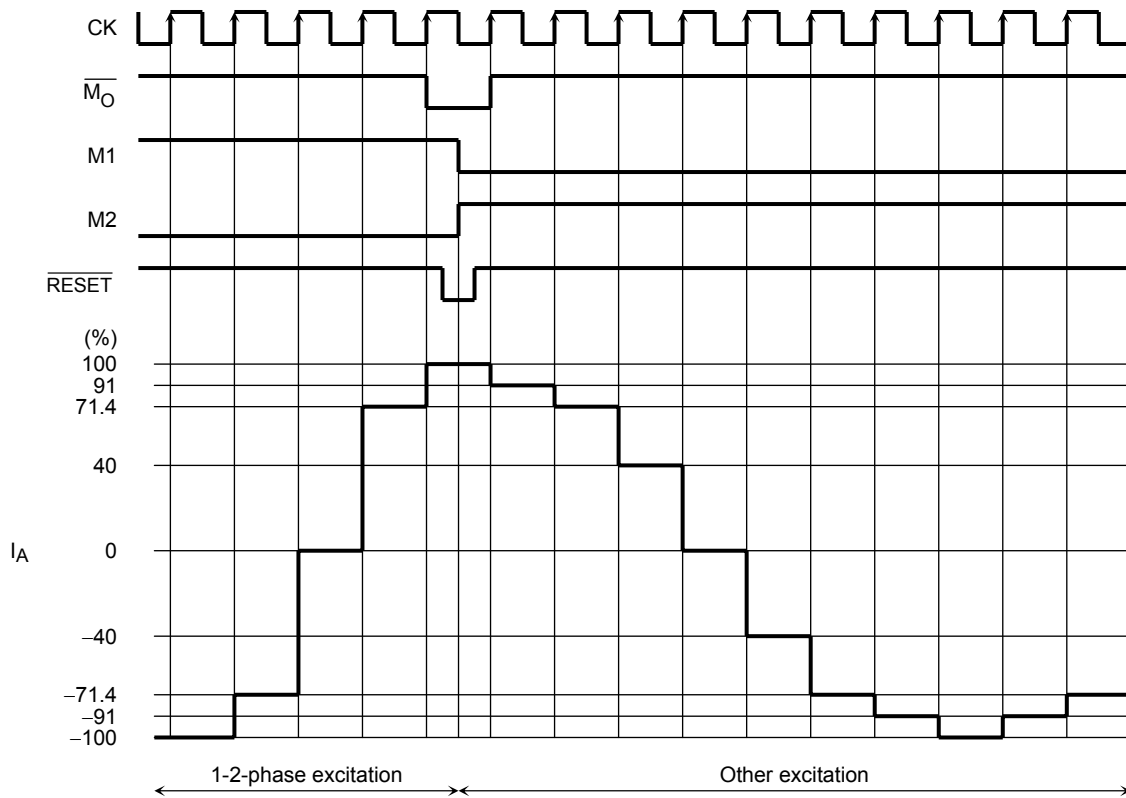 CK
M̅O̅
M1
M2
R̅E̅S̅E̅T̅
(%)
100
91
71.4
40
IA
0
−40
−71.4
−91
−100
1-2-phase excitation
Other excitation